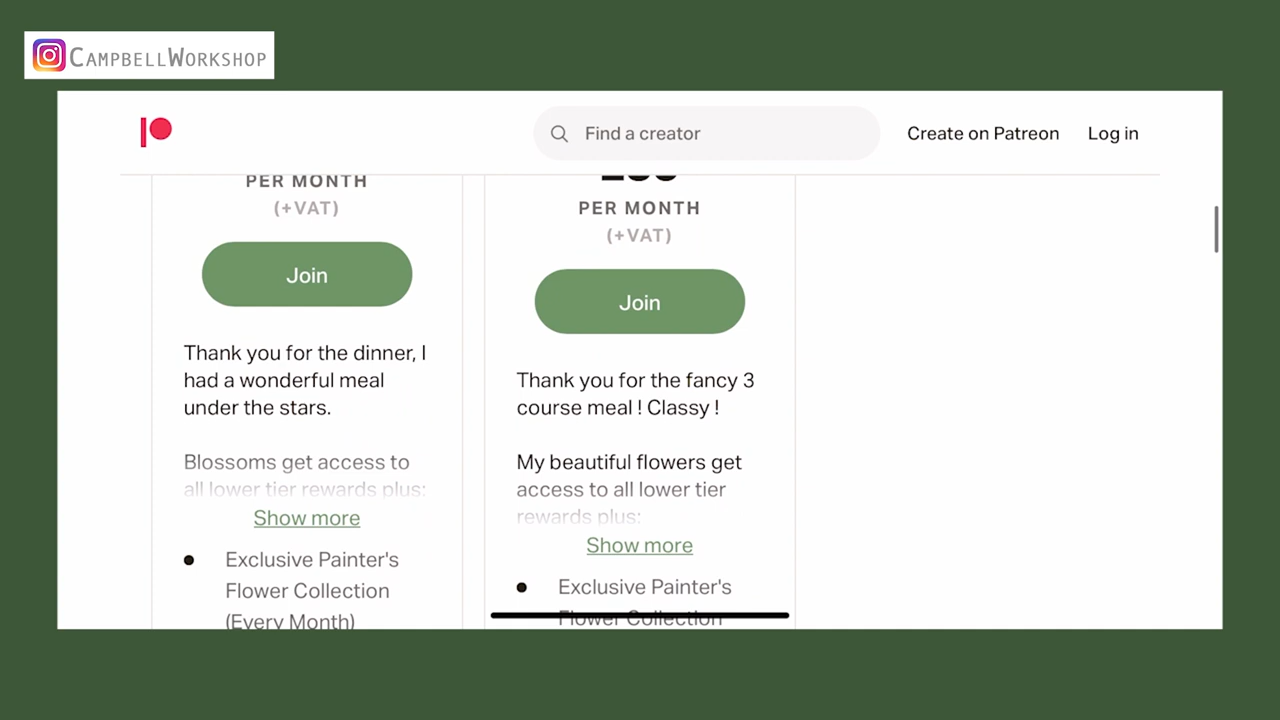 CAMPBELLWORKSHOP
Find a creator
Create on Patreon
Log in
PER MONTH
(+VAT)
Join
Thank you for the dinner, I
had a wonderful meal
under the stars.
Blossoms get access to
all lower tier rewards plus:
Show more
Exclusive Painter's
Flower Collection
(Every Month)
PER MONTH
(+VAT)
Join
Thank you for the fancy 3
course meal ! Classy !
My beautiful flowers get
access to all lower tier
rewards plus:
Show more
Exclusive Painter's
Flower Collection